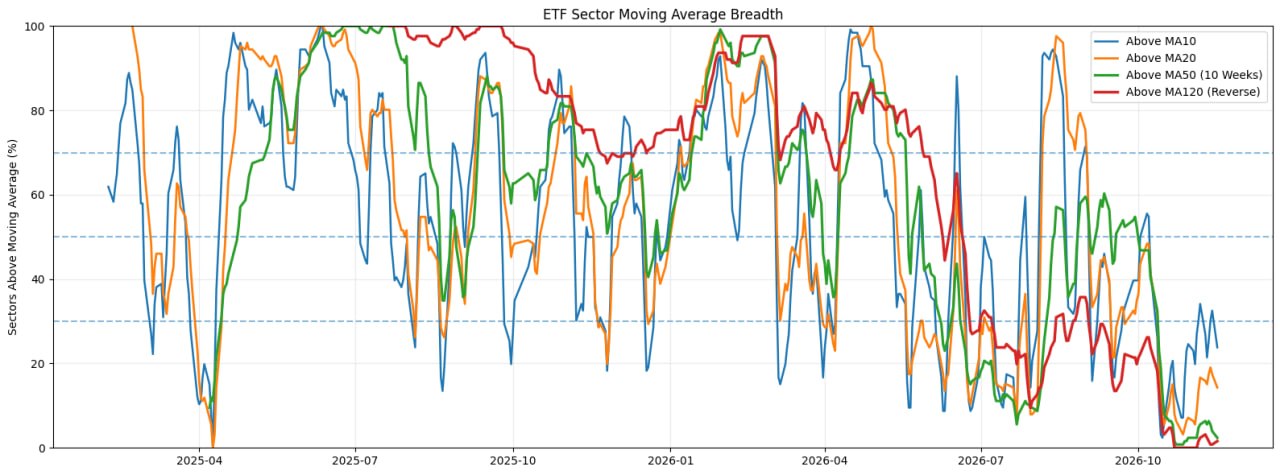 ETF Sector Moving Average Breadth
Sectors Above Moving Average (%)
100
80
60
40
20
0
Above MA10
Above MA20
Above MA50 (10 Weeks)
Above MA120 (Reverse)
2025-04
2025-07
2025-10
2026-01
2026-04
2026-07
2026-10